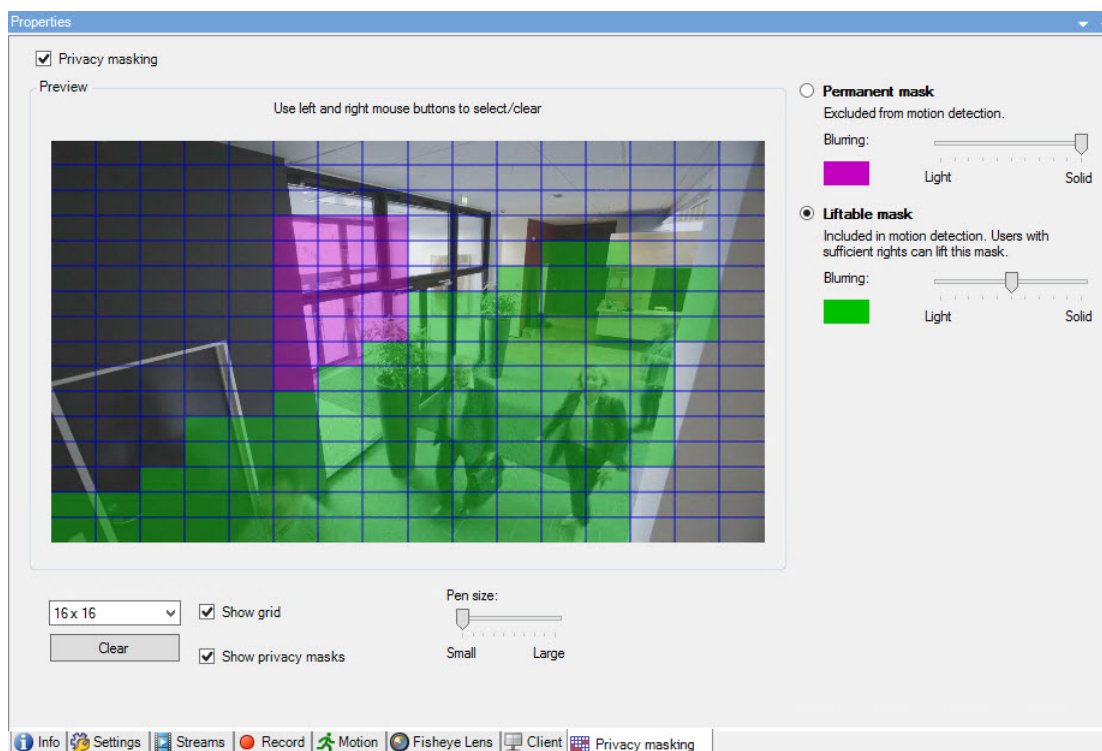 Properties
Privacy masking
Preview
Use left and right mouse buttons to select/clear
Permanent mask
Excluded from motion detection.
Blurring:
Light Solid
Liftable mask
Included in motion detection. Users with
sufficient rights can lift this mask.
Blurring:
Light Solid
16 x 16
Show grid
Pen size:
Clear
Show privacy masks
Small Large
Info Settings Streams Record Motion Fisheye Lens Client Privacy masking